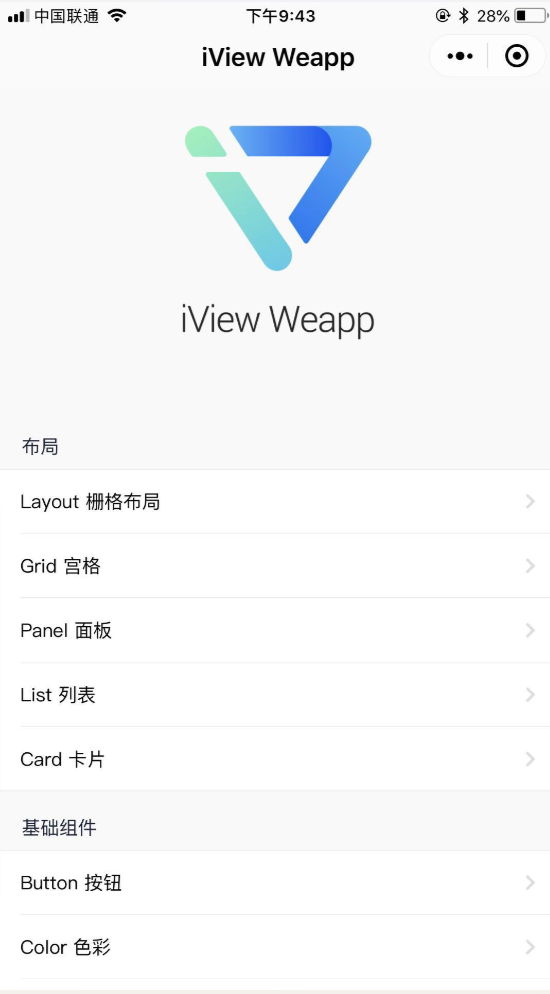 中国联通 下午9:43 28%
iView Weapp
iView Weapp
布局
Layout 栅格布局
Grid 宫格
Panel 面板
List 列表
Card 卡片
基础组件
Button 按钮
Color 色彩